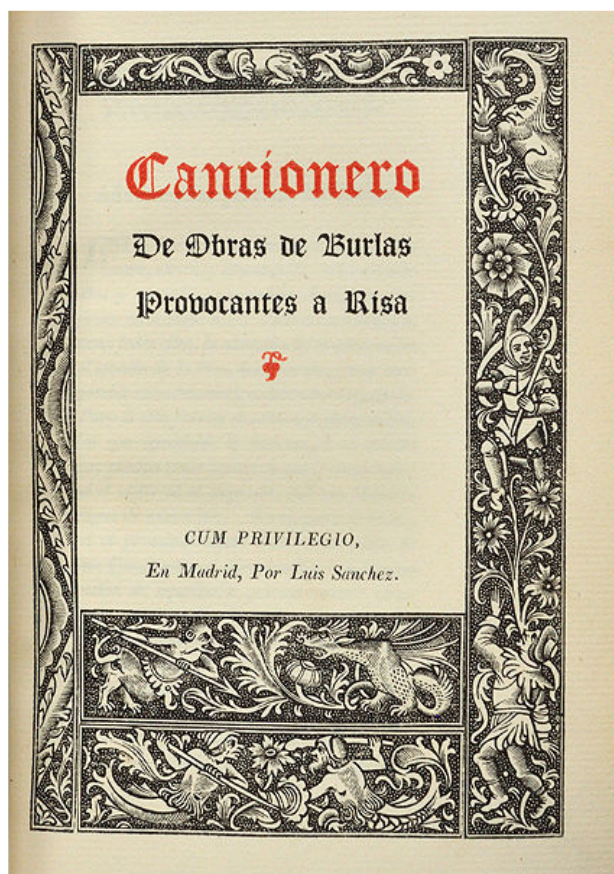 Cancionero
De Obras de Burlas
Provocantes a Risa
CUM PRIVILEGIO,
En Madrid, Por Luis Sanchez.